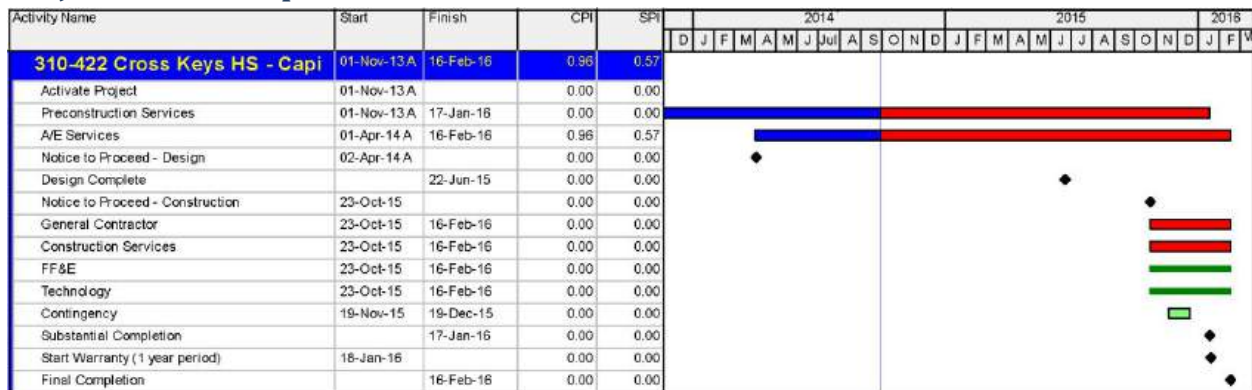 Activity Name Start Finish CPI SPI 2014 2015 2016
D J F M A M J Jul A S O N D J F M A M J J A S O N D J F
310-422 Cross Keys HS - Capi 01-Nov-13 A 16-Feb-16 0.96 0.57
Activate Project 01-Nov-13 A 0.00 0.00
Preconstruction Services 01-Nov-13 A 17-Jan-16 0.00 0.00
A/E Services 01-Apr-14 A 16-Feb-16 0.96 0.57
Notice to Proceed - Design 02-Apr-14 A 0.00 0.00
Design Complete 22-Jun-15 0.00 0.00
Notice to Proceed - Construction 23-Oct-15 0.00 0.00
General Contractor 23-Oct-15 16-Feb-16 0.00 0.00
Construction Services 23-Oct-15 16-Feb-16 0.00 0.00
FF&E 23-Oct-15 16-Feb-16 0.00 0.00
Technology 23-Oct-15 16-Feb-16 0.00 0.00
Contingency 19-Nov-15 19-Dec-15 0.00 0.00
Substantial Completion 17-Jan-16 0.00 0.00
Start Warranty (1 year period) 18-Jan-16 0.00 0.00
Final Completion 16-Feb-16 0.00 0.00